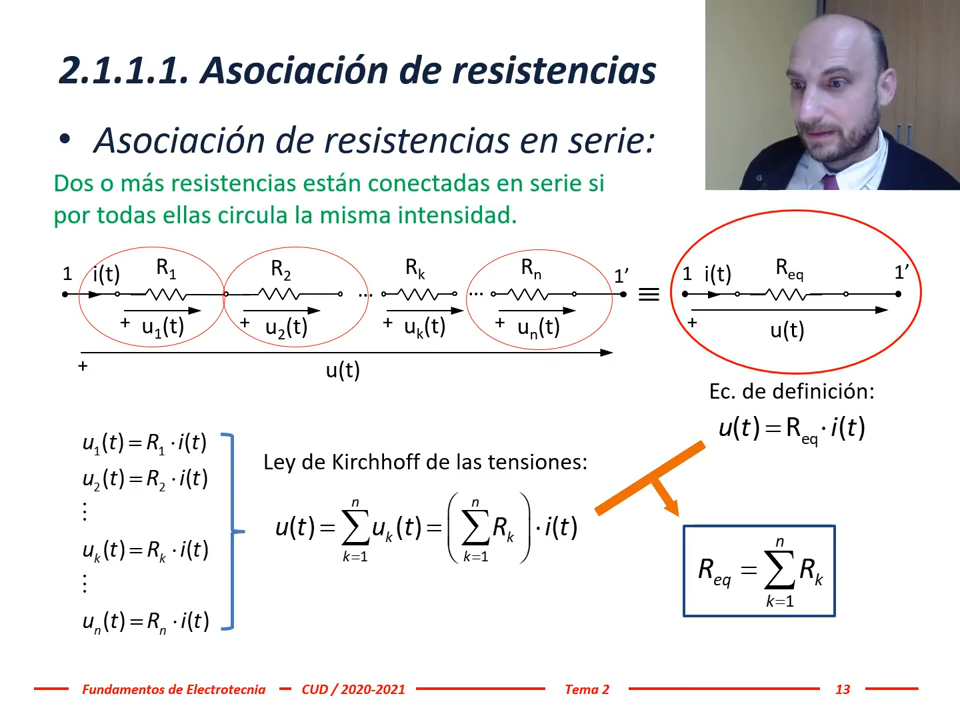 2.1.1.1. Asociación de resistencias
• Asociación de resistencias en serie:
Dos o más resistencias están conectadas en serie si
por todas ellas circula la misma intensidad.
1 i(t) R₁ R₂ Rₖ Rₙ 1’ ≡ 1 i(t) R_eq 1’
... ...
+ u₁(t) + u₂(t) + uₖ(t) + uₙ(t) + u(t)
+ u(t)
Ec. de definición:
u(t) = R_eq · i(t)
u₁(t) = R₁ · i(t)
u₂(t) = R₂ · i(t)
⋮
uₖ(t) = Rₖ · i(t)
⋮
uₙ(t) = Rₙ · i(t)
Ley de Kirchhoff de las tensiones:
u(t) = ∑_{k=1}^{n} uₖ(t) = (∑_{k=1}^{n} Rₖ) · i(t)
R_eq = ∑_{k=1}^{n} Rₖ
Fundamentos de Electrotecnia CUD / 2020-2021 Tema 2 13